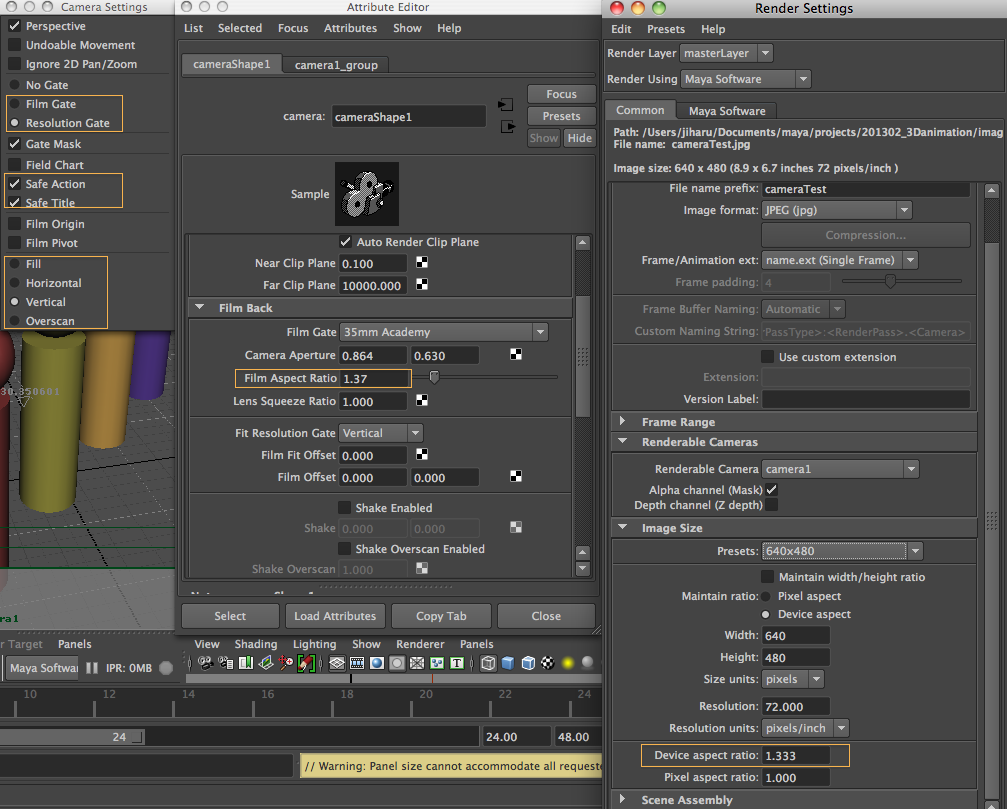 Camera Settings
Perspective
Undoable Movement
Ignore 2D Pan/Zoom
No Gate
Film Gate
Resolution Gate
Gate Mask
Field Chart
Safe Action
Safe Title
Film Origin
Film Pivot
Fill
Horizontal
Vertical
Overscan
30.350601
ra1
Attribute Editor
List Selected Focus Attributes Show Help
cameraShape1 camera1_group
camera: cameraShape1
Focus
Presets
Show Hide
Sample
Auto Render Clip Plane
Near Clip Plane 0.100
Far Clip Plane 10000.000
Film Back
Film Gate 35mm Academy
Camera Aperture 0.864 0.630
Film Aspect Ratio 1.37
Lens Squeeze Ratio 1.000
Fit Resolution Gate Vertical
Film Fit Offset 0.000
Film Offset 0.000 0.000
Shake Enabled
Shake 0.000 0.000
Shake Overscan Enabled
Shake Overscan 1.000
Select Load Attributes Copy Tab Close
r Target Panels
View Shading Lighting Show Renderer Panels
Maya Softwar IPR: 0MB
10 12 14 16 18 20 22 24
24 24.00 48.00
// Warning: Panel size cannot accommodate all requeste
Render Settings
Edit Presets Help
Render Layer masterLayer
Render Using Maya Software
Common Maya Software
Path: /Users/jiharu/Documents/maya/projects/201302_3Danimation/imag
File name: cameraTest.jpg
Image size: 640 x 480 (8.9 x 6.7 inches 72 pixels/inch )
File name prefix: cameraTest
Image format: JPEG (jpg)
Compression...
Frame/Animation ext: name.ext (Single Frame)
Frame padding: 4
Frame Buffer Naming: Automatic
Custom Naming String: 'PassType>:<RenderPass>.<Camera>
Use custom extension
Extension:
Version Label:
Frame Range
Renderable Cameras
Renderable Camera camera1
Alpha channel (Mask)
Depth channel (Z depth)
Image Size
Presets: 640x480
Maintain width/height ratio
Maintain ratio: Pixel aspect
Device aspect
Width: 640
Height: 480
Size units: pixels
Resolution: 72.000
Resolution units: pixels/inch
Device aspect ratio: 1.333
Pixel aspect ratio: 1.000
Scene Assembly